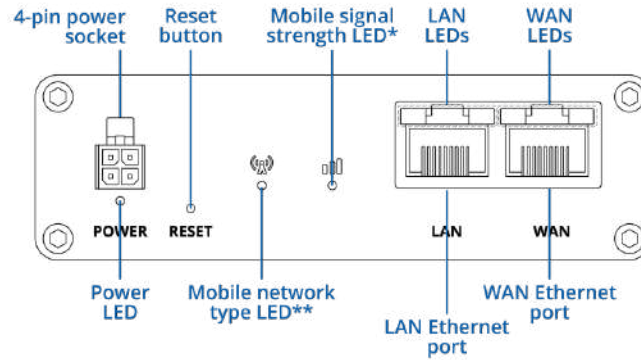 4-pin power
socket
Reset
button
Mobile signal
strength LED*
LAN
LEDs
WAN
LEDs
POWER
RESET
LAN
WAN
Power
LED
Mobile network
type LED**
LAN Ethernet
port
WAN Ethernet
port